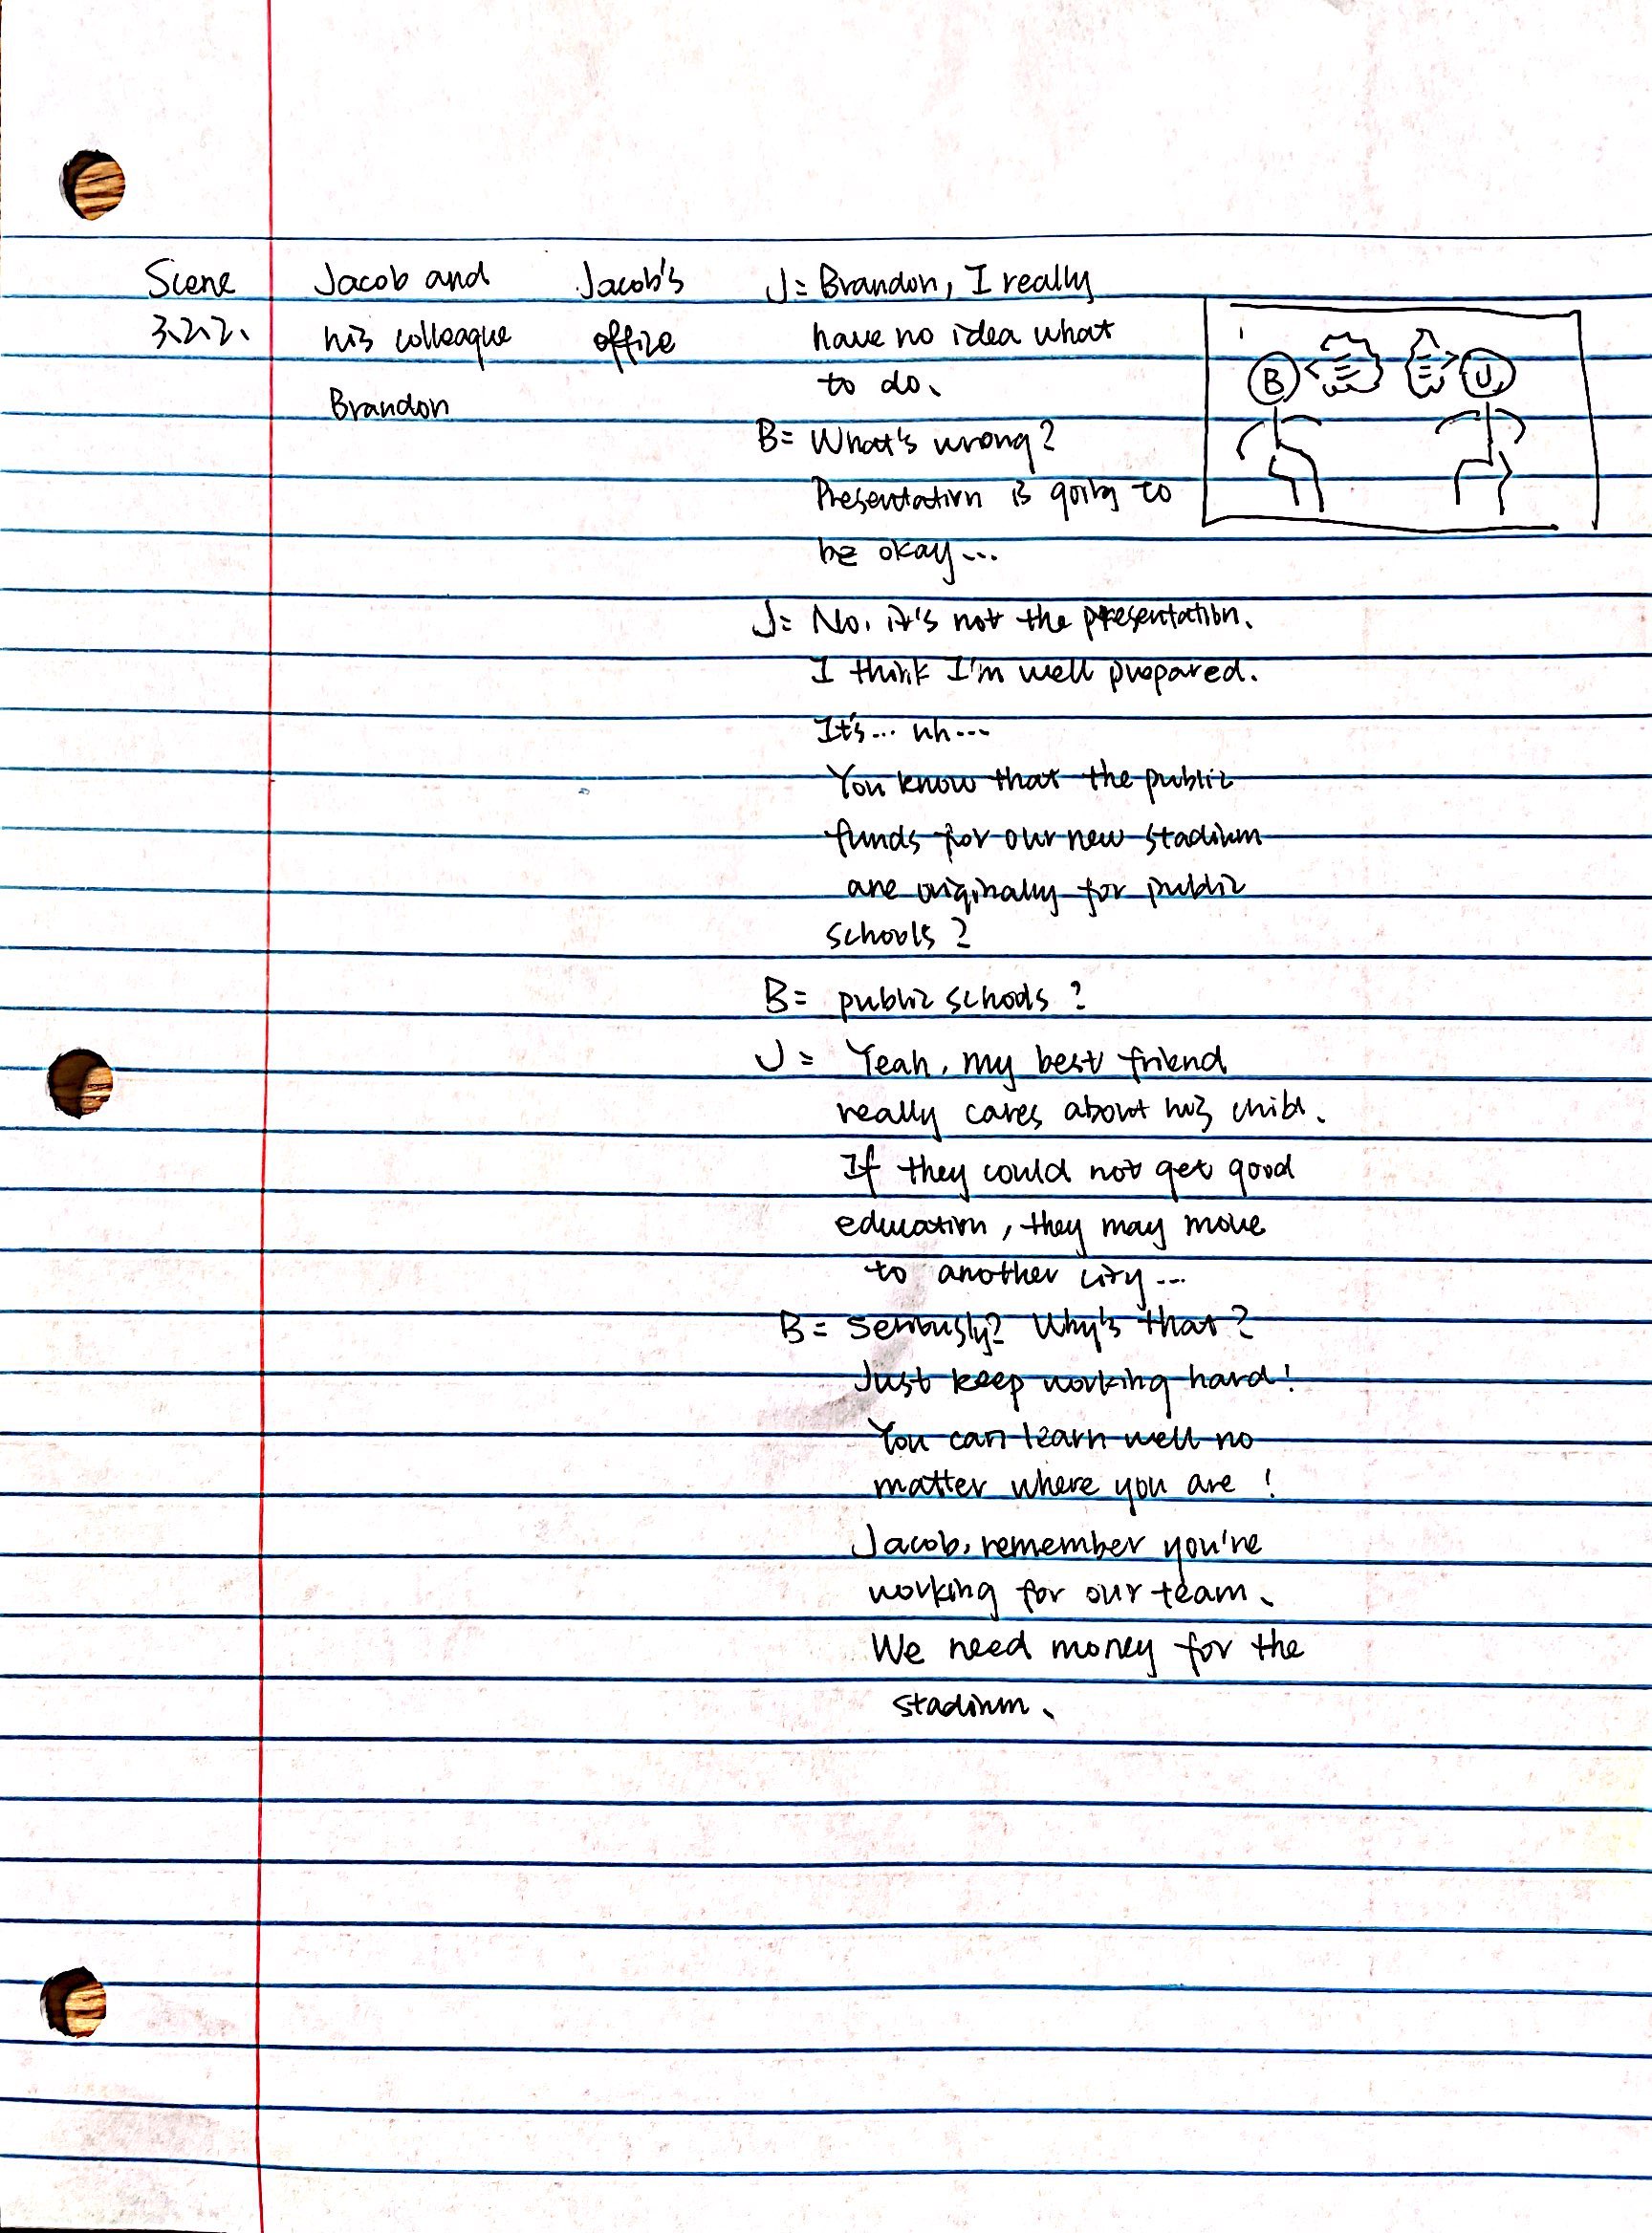 Scene
3.2.2.
Jacob and
his colleague
Brandon
Jacob's
office
J: Brandon, I really
have no idea what
to do.
B: What's wrong?
Presentation is going to
be okay...
J: No, it's not the presentation.
I think I'm well prepared.
It's... uh...
You know that the public
funds for our new stadium
are originally for public
schools?
B: public schools?
J: Yeah, my best friend
really cares about his child.
If they could not get good
education, they may move
to another city...
B: Seriously? Why's that?
Just keep working hard!
You can learn well no
matter where you are!
Jacob, remember you're
working for our team.
We need money for the
stadium.
B
J